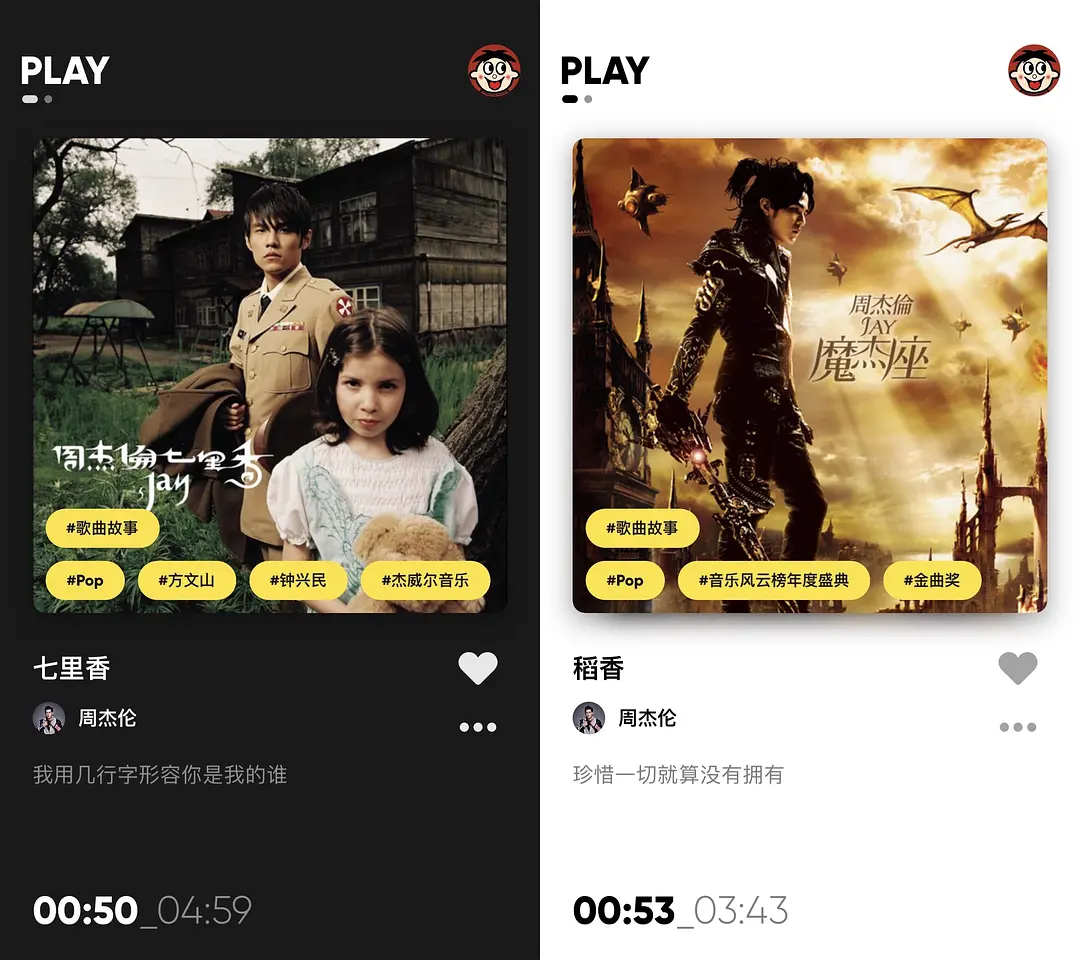 PLAY
周杰倫七里香
Jay
#歌曲故事
#Pop #方文山 #钟兴民 #杰威尔音乐
七里香
周杰伦
我用几行字形容你是我的谁
00:50_04:59
PLAY
周杰倫
JAY
魔杰座
#歌曲故事
#Pop #音乐风云榜年度盛典 #金曲奖
稻香
周杰伦
珍惜一切就算没有拥有
00:53_03:43